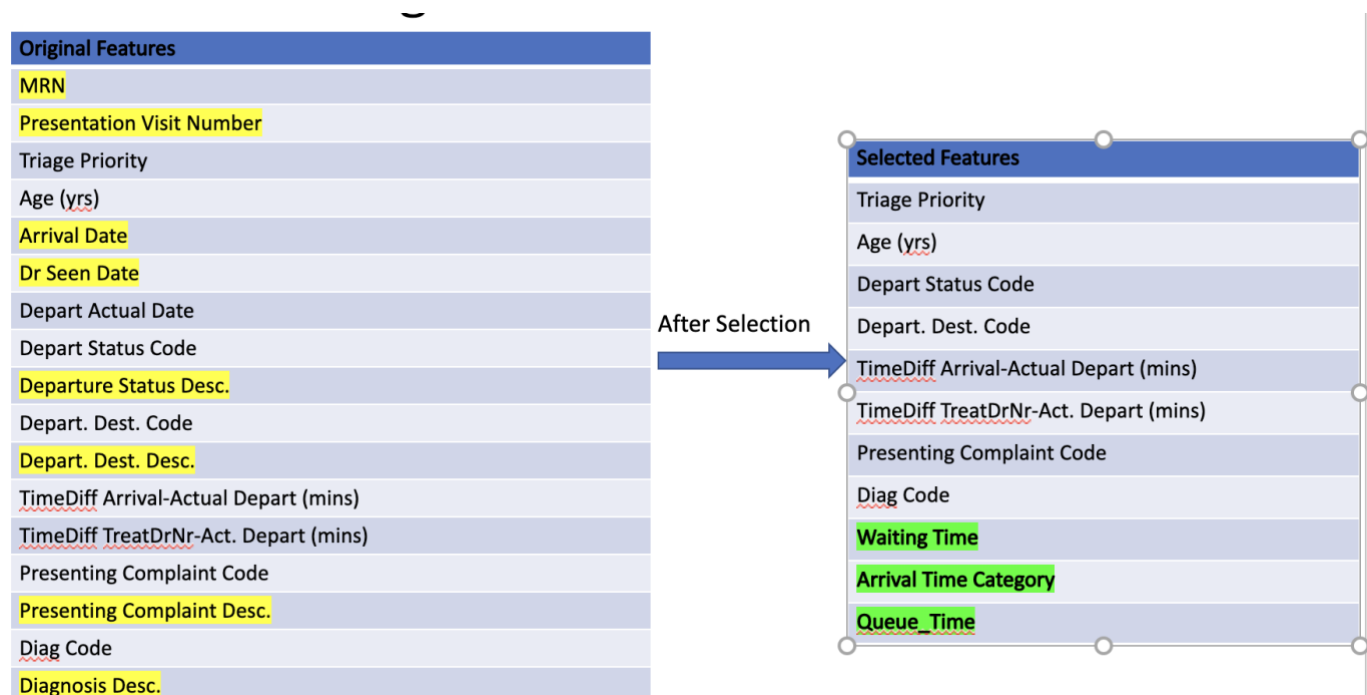 Original Features
MRN
Presentation Visit Number
Triage Priority
Age (yrs)
Arrival Date
Dr Seen Date
Depart Actual Date
Depart Status Code
Departure Status Desc.
Depart. Dest. Code
Depart. Dest. Desc.
TimeDiff Arrival-Actual Depart (mins)
TimeDiff TreatDrNr-Act. Depart (mins)
Presenting Complaint Code
Presenting Complaint Desc.
Diag Code
Diagnosis Desc.
After Selection
Selected Features
Triage Priority
Age (yrs)
Depart Status Code
Depart. Dest. Code
TimeDiff Arrival-Actual Depart (mins)
TimeDiff TreatDrNr-Act. Depart (mins)
Presenting Complaint Code
Diag Code
Waiting Time
Arrival Time Category
Queue_Time